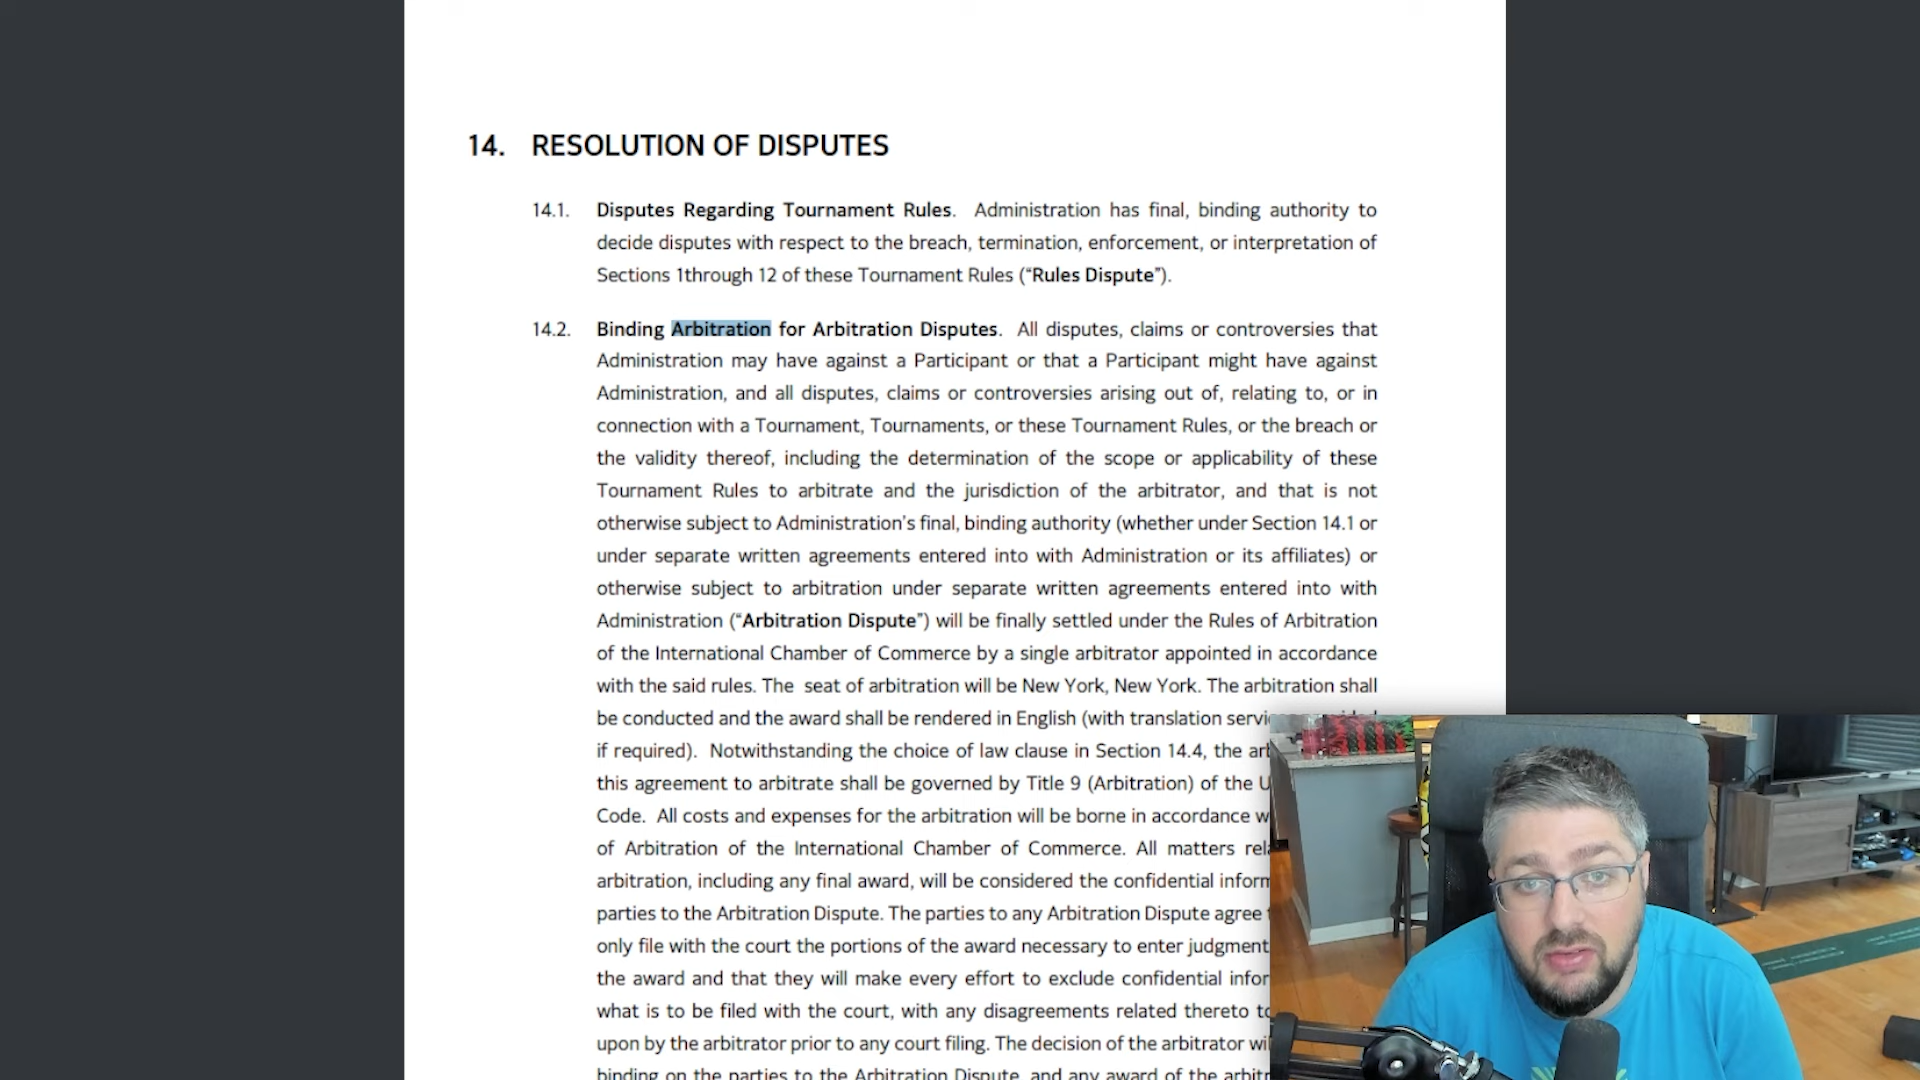 14. RESOLUTION OF DISPUTES
14.1. Disputes Regarding Tournament Rules. Administration has final, binding authority to
decide disputes with respect to the breach, termination, enforcement, or interpretation of
Sections 1through 12 of these Tournament Rules (“Rules Dispute”).
14.2. Binding Arbitration for Arbitration Disputes. All disputes, claims or controversies that
Administration may have against a Participant or that a Participant might have against
Administration, and all disputes, claims or controversies arising out of, relating to, or in
connection with a Tournament, Tournaments, or these Tournament Rules, or the breach or
the validity thereof, including the determination of the scope or applicability of these
Tournament Rules to arbitrate and the jurisdiction of the arbitrator, and that is not
otherwise subject to Administration’s final, binding authority (whether under Section 14.1 or
under separate written agreements entered into with Administration or its affiliates) or
otherwise subject to arbitration under separate written agreements entered into with
Administration (“Arbitration Dispute”) will be finally settled under the Rules of Arbitration
of the International Chamber of Commerce by a single arbitrator appointed in accordance
with the said rules. The seat of arbitration will be New York, New York. The arbitration shall
be conducted and the award shall be rendered in English (with translation
if required). Notwithstanding the choice of law clause in Section 14.4, the
this agreement to arbitrate shall be governed by Title 9 (Arbitration) of the
Code. All costs and expenses for the arbitration will be borne in accordance
of Arbitration of the International Chamber of Commerce. All matters
arbitration, including any final award, will be considered the confidential
parties to the Arbitration Dispute. The parties to any Arbitration Dispute agree
only file with the court the portions of the award necessary to enter judgment
the award and that they will make every effort to exclude confidential
what is to be filed with the court, with any disagreements related thereto
upon by the arbitrator prior to any court filing. The decision of the arbitrator
binding on the parties to the Arbitration Dispute, and any award of the